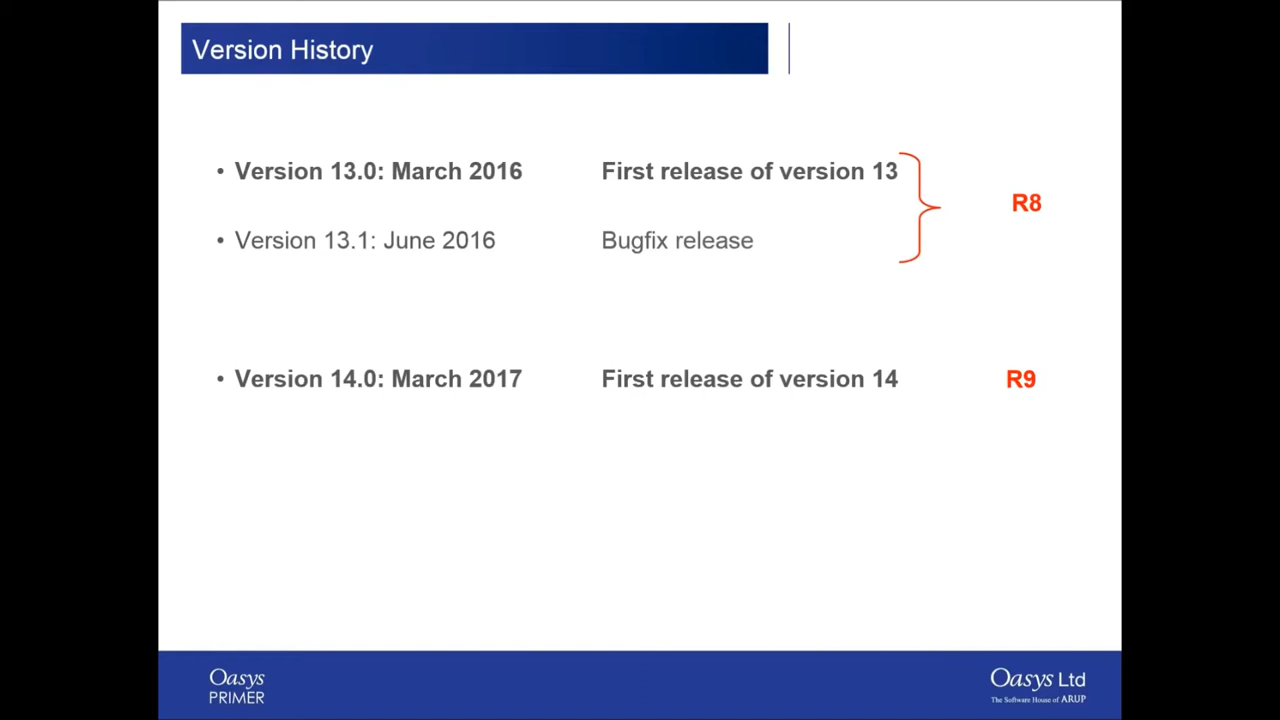 Version History
• Version 13.0: March 2016 First release of version 13
R8
• Version 13.1: June 2016 Bugfix release
• Version 14.0: March 2017 First release of version 14 R9
Oasys
PRIMER
Oasys Ltd
The Software House of ARUP